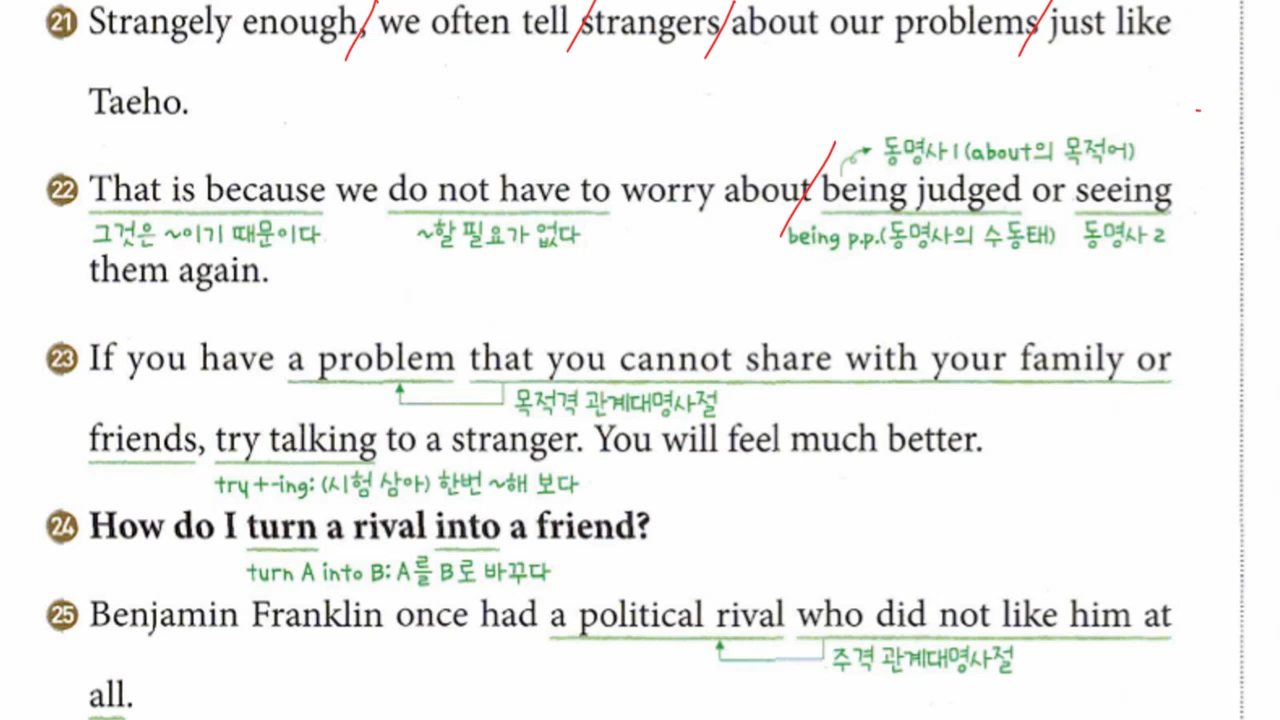 21 Strangely enough, we often tell strangers about our problems just like
Taeho.
동명사1(about의 목적어)
22 That is because we do not have to worry about being judged or seeing
그것은 ~이기 때문이다 ~할 필요가 없다 being p.p.(동명사의 수동태) 동명사2
them again.
23 If you have a problem that you cannot share with your family or
목적격 관계대명사절
friends, try talking to a stranger. You will feel much better.
try+-ing: (시험 삼아) 한번 ~해 보다
24 How do I turn a rival into a friend?
turn A into B: A를 B로 바꾸다
25 Benjamin Franklin once had a political rival who did not like him at
주격 관계대명사절
all.